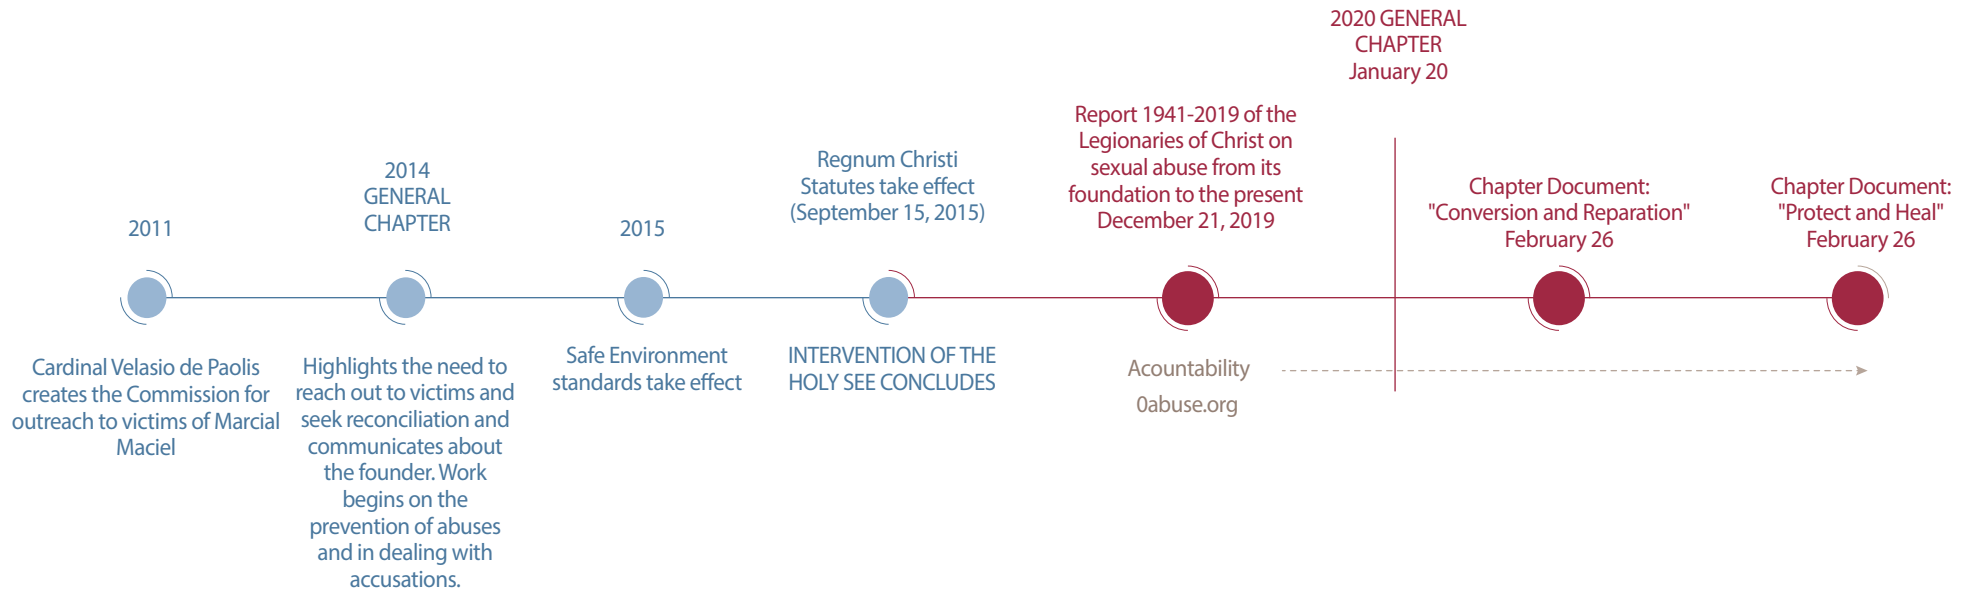 2011
Cardinal Velasio de Paolis
creates the Commission for
outreach to victims of Marcial
Maciel
2014
GENERAL
CHAPTER
Highlights the need to
reach out to victims and
seek reconciliation and
communicates about
the founder. Work
begins on the
prevention of abuses
and in dealing with
accusations.
2015
Safe Environment
standards take effect
Regnum Christi
Statutes take effect
(September 15, 2015)
INTERVENTION OF THE
HOLY SEE CONCLUDES
Report 1941-2019 of the
Legionaries of Christ on
sexual abuse from its
foundation to the present
December 21, 2019
Acountability
0abuse.org
2020 GENERAL
CHAPTER
January 20
Chapter Document:
"Conversion and Reparation"
February 26
Chapter Document:
"Protect and Heal"
February 26